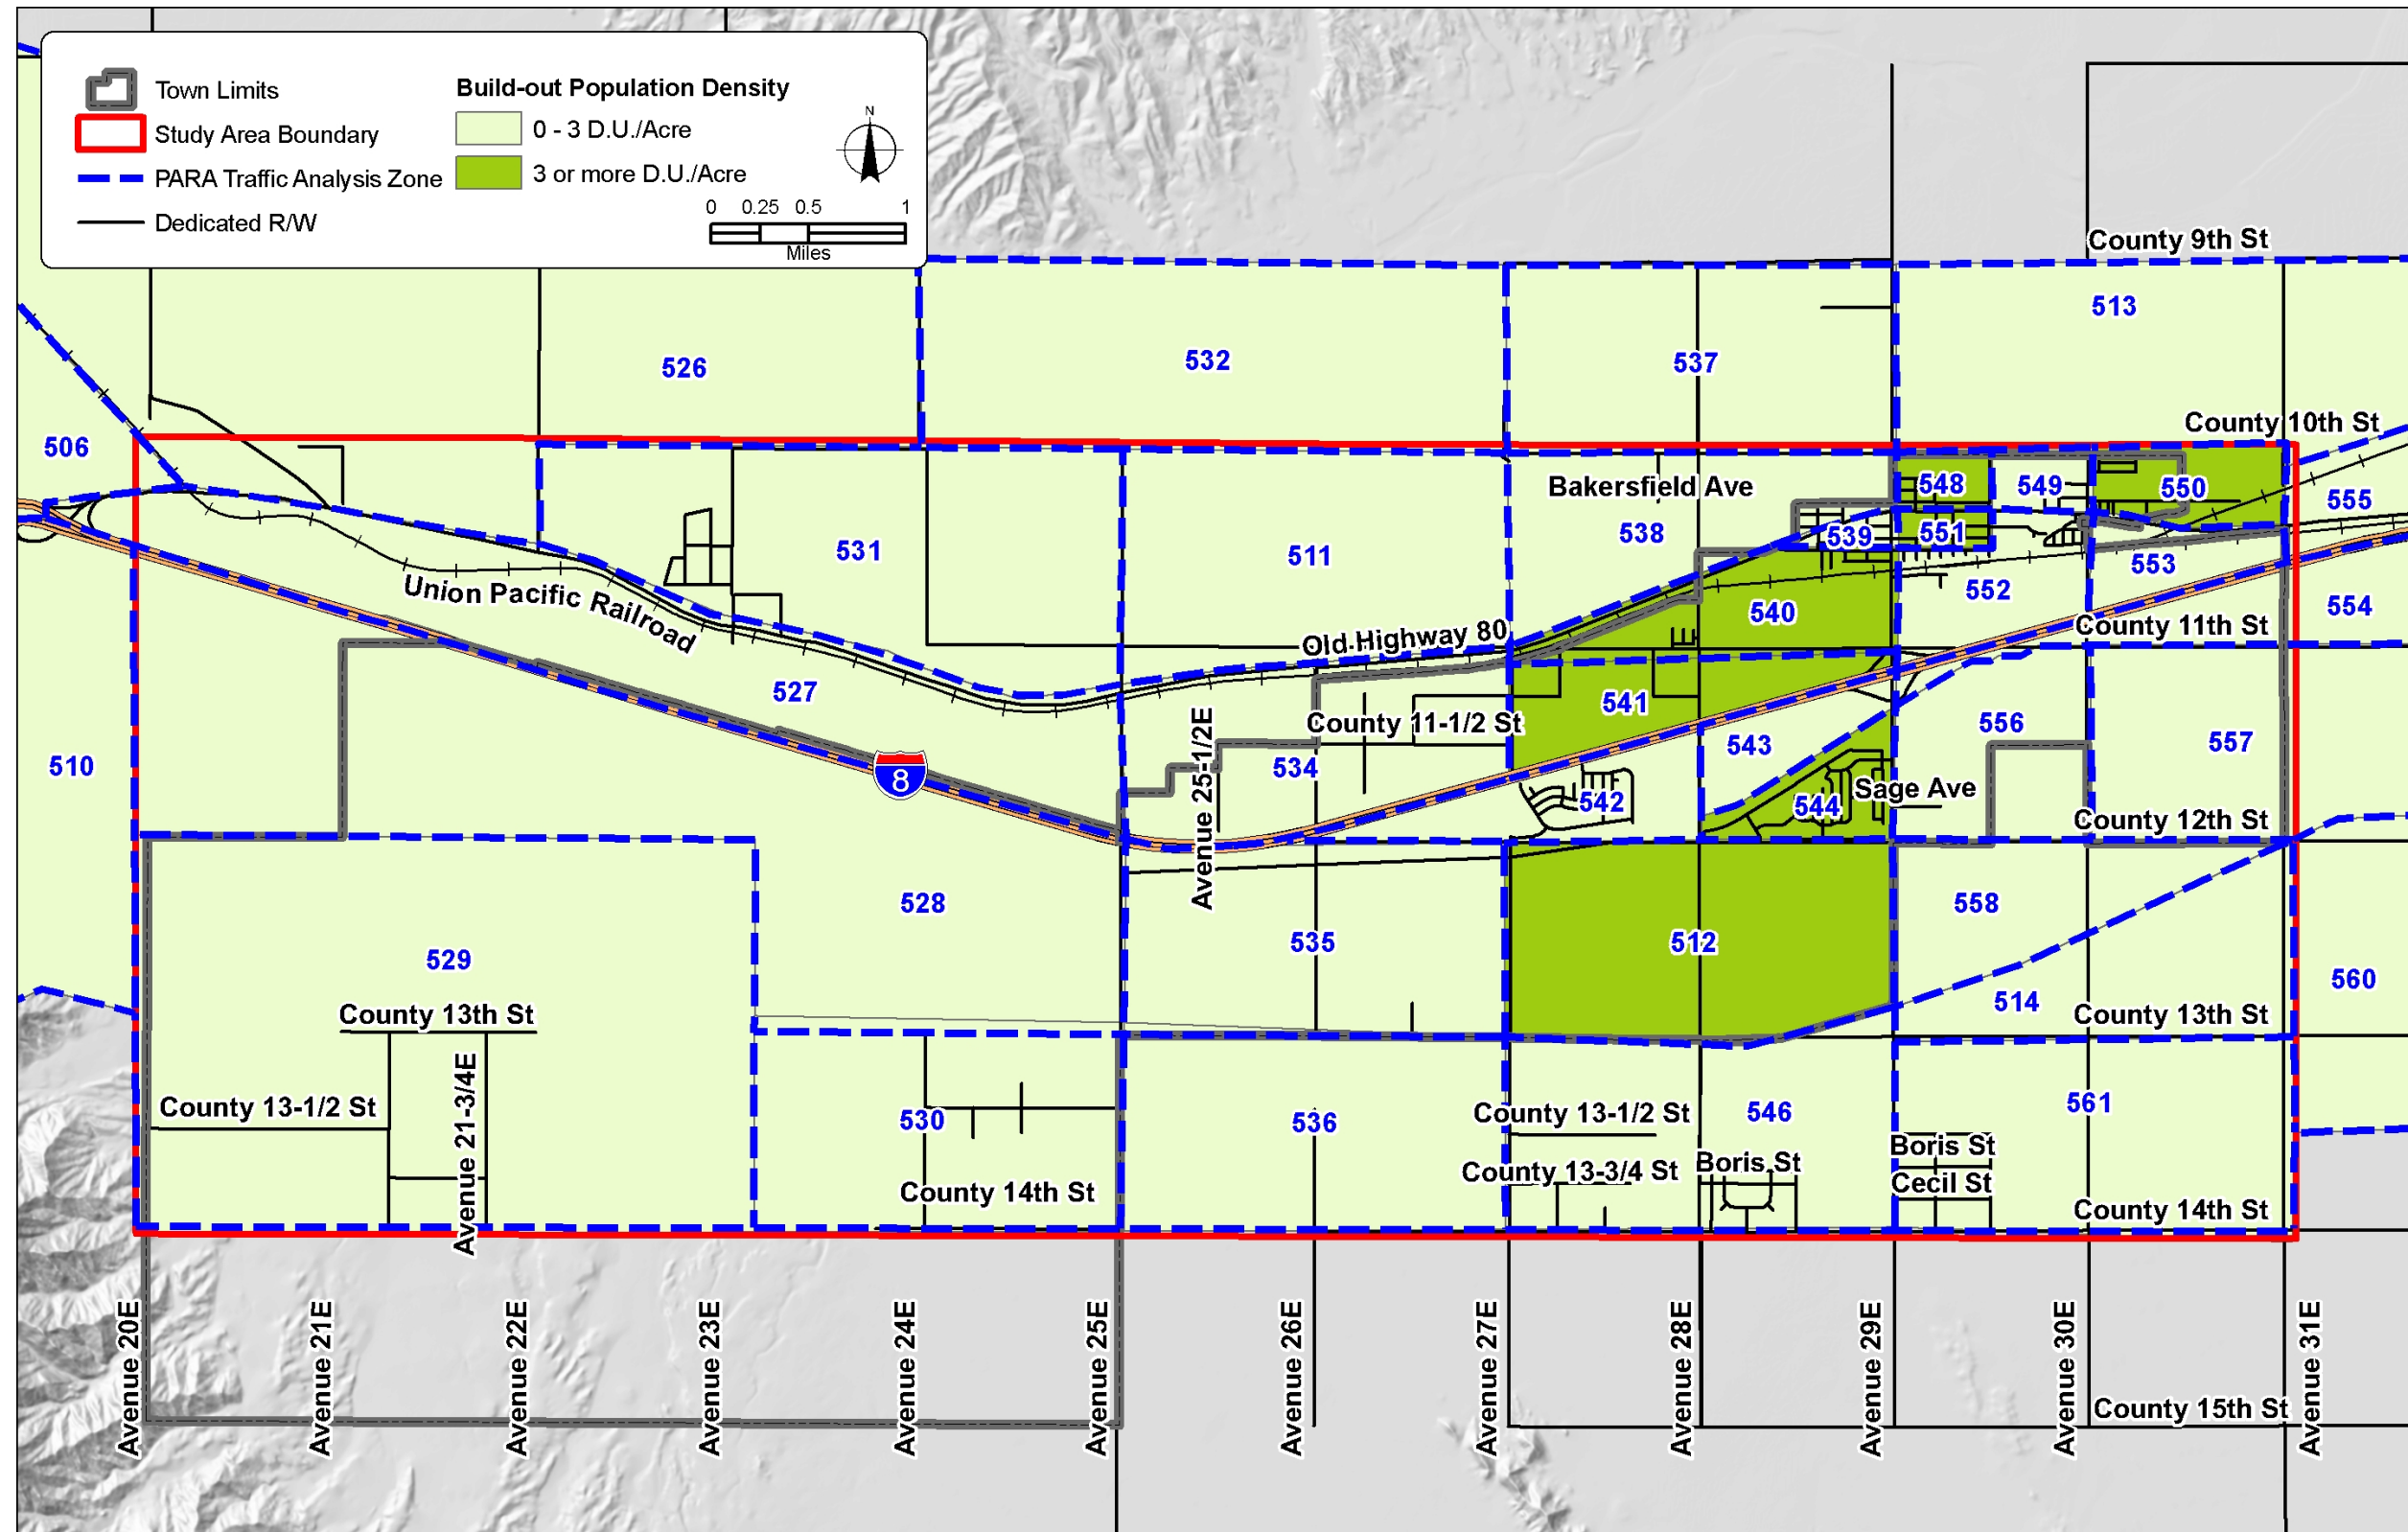 Town Limits
Study Area Boundary
PARA Traffic Analysis Zone
Dedicated R/W
Build-out Population Density
0 - 3 D.U./Acre
3 or more D.U./Acre
N
0 0.25 0.5 1
Miles
County 9th St
513
526
532
537
County 10th St
506
Bakersfield Ave
548
549
550
555
538
539
551
531
511
553
552
Union Pacific Railroad
540
554
County 11th St
Old Highway 80
527
541
County 11-1/2 St
556
557
510
8
534
543
Avenue 25-1/2E
542
544
Sage Ave
County 12th St
528
535
512
558
529
560
514
County 13th St
County 13th St
County 13-1/2 St
Avenue 21-3/4E
530
536
County 13-1/2 St
546
561
County 14th St
County 13-3/4 St
Boris St
Boris St
Cecil St
County 14th St
Avenue 20E
Avenue 21E
Avenue 22E
Avenue 23E
Avenue 24E
Avenue 25E
Avenue 26E
Avenue 27E
Avenue 28E
Avenue 29E
Avenue 30E
Avenue 31E
County 15th St